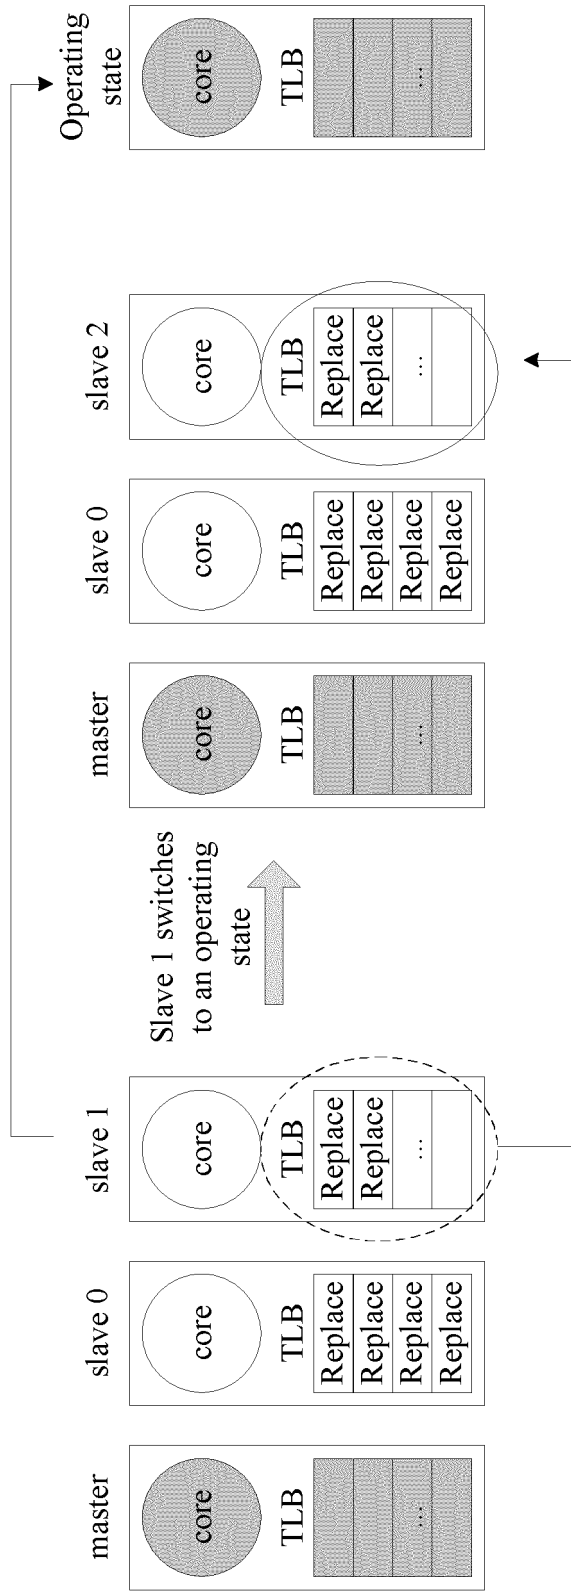 master
core
TLB
...
slave 0
core
TLB
Replace
Replace
Replace
Replace
slave 1
core
TLB
Replace
Replace
...
Slave 1 switches
to an operating
state
master
core
TLB
...
slave 0
core
TLB
Replace
Replace
Replace
Replace
slave 2
core
TLB
Replace
Replace
...
Operating
state
core
TLB
...